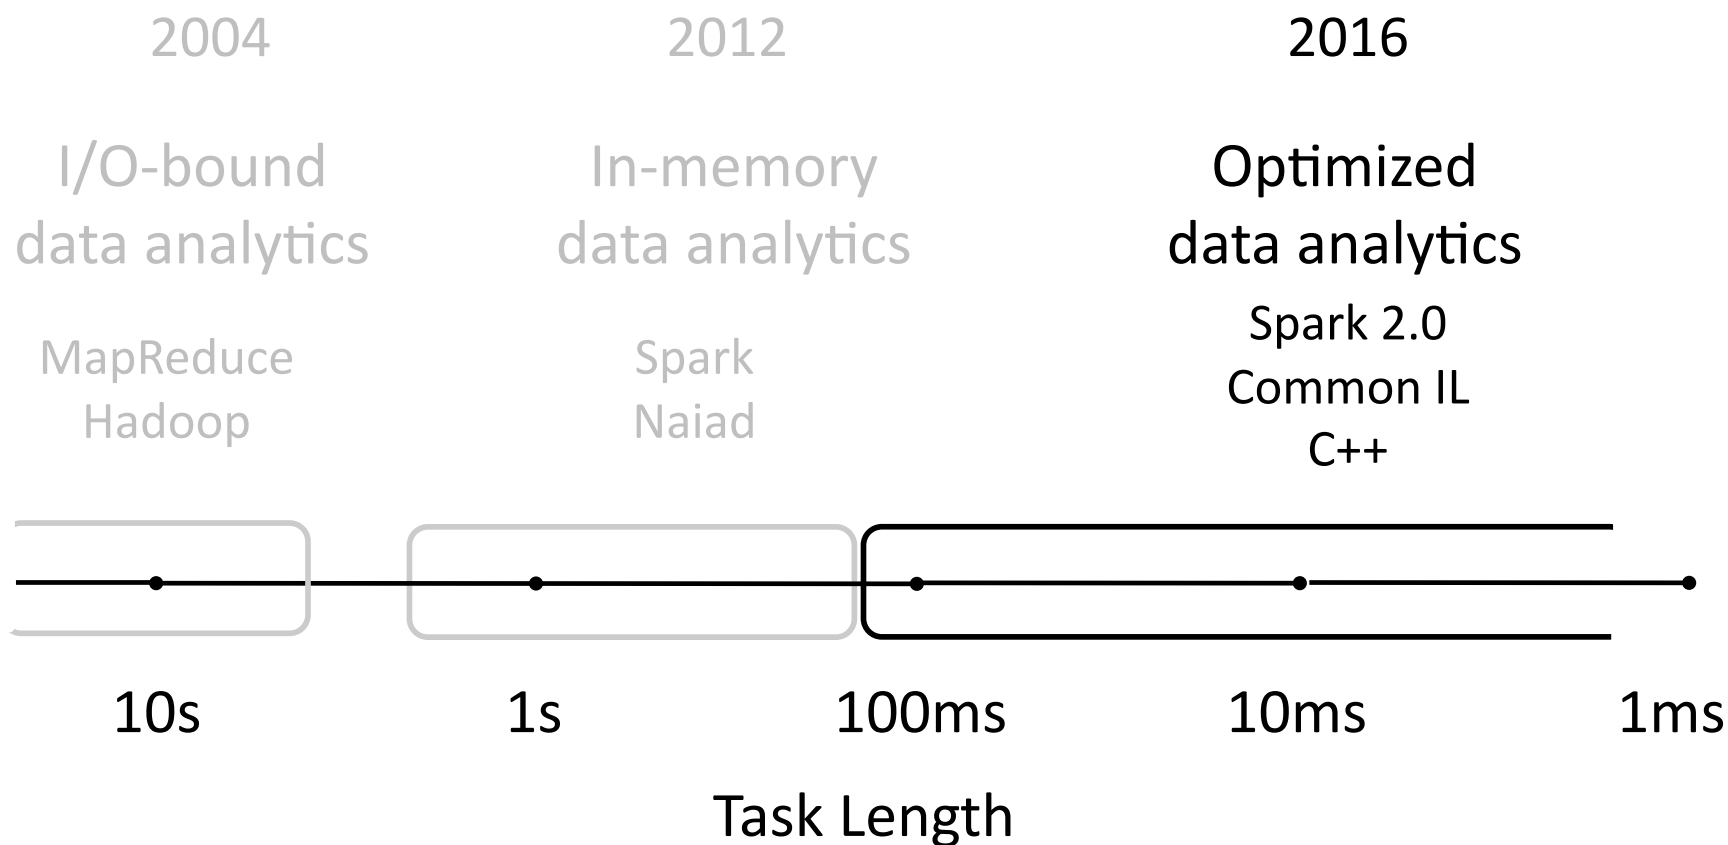 2004
2012
2016
I/O-bound
data analytics
In-memory
data analytics
Optimized
data analytics
MapReduce
Hadoop
Spark
Naiad
Spark 2.0
Common IL
C++
10s
1s
100ms
10ms
1ms
Task Length